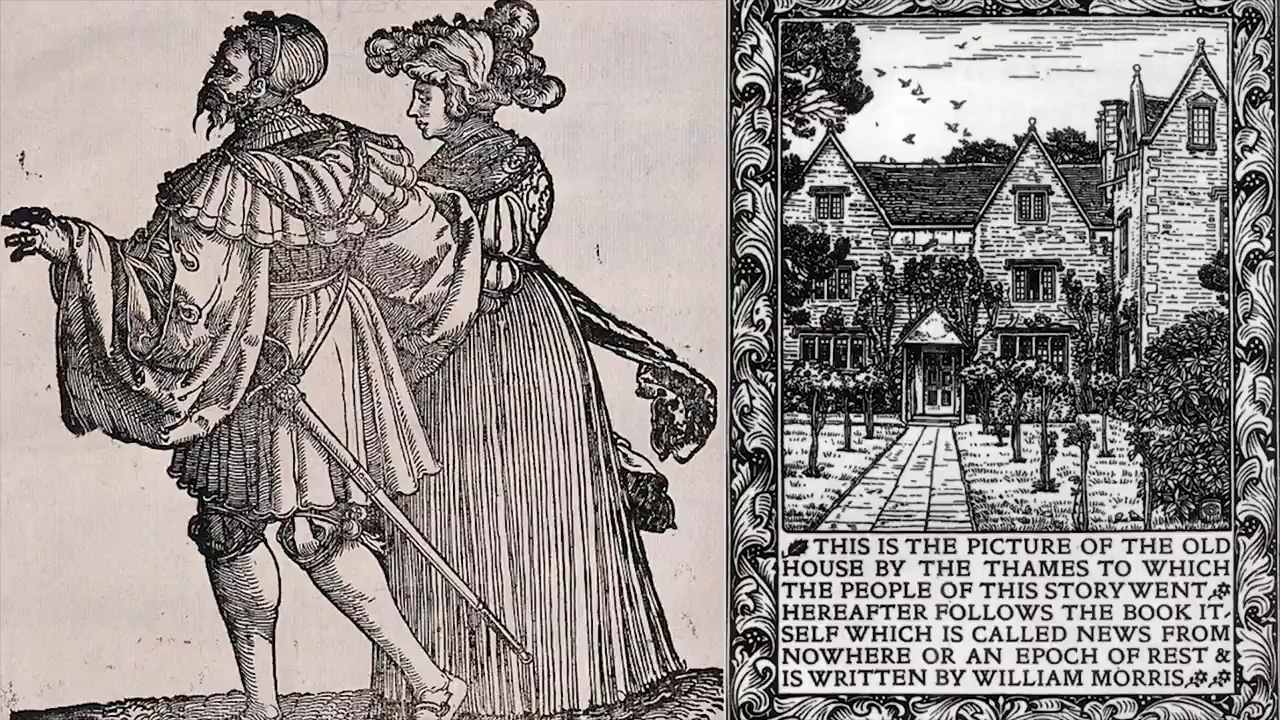 THIS IS THE PICTURE OF THE OLD
HOUSE BY THE THAMES TO WHICH
THE PEOPLE OF THIS STORY WENT
HEREAFTER FOLLOWS THE BOOK IT-
SELF WHICH IS CALLED NEWS FROM
NOWHERE OR AN EPOCH OF REST &
IS WRITTEN BY WILLIAM MORRIS